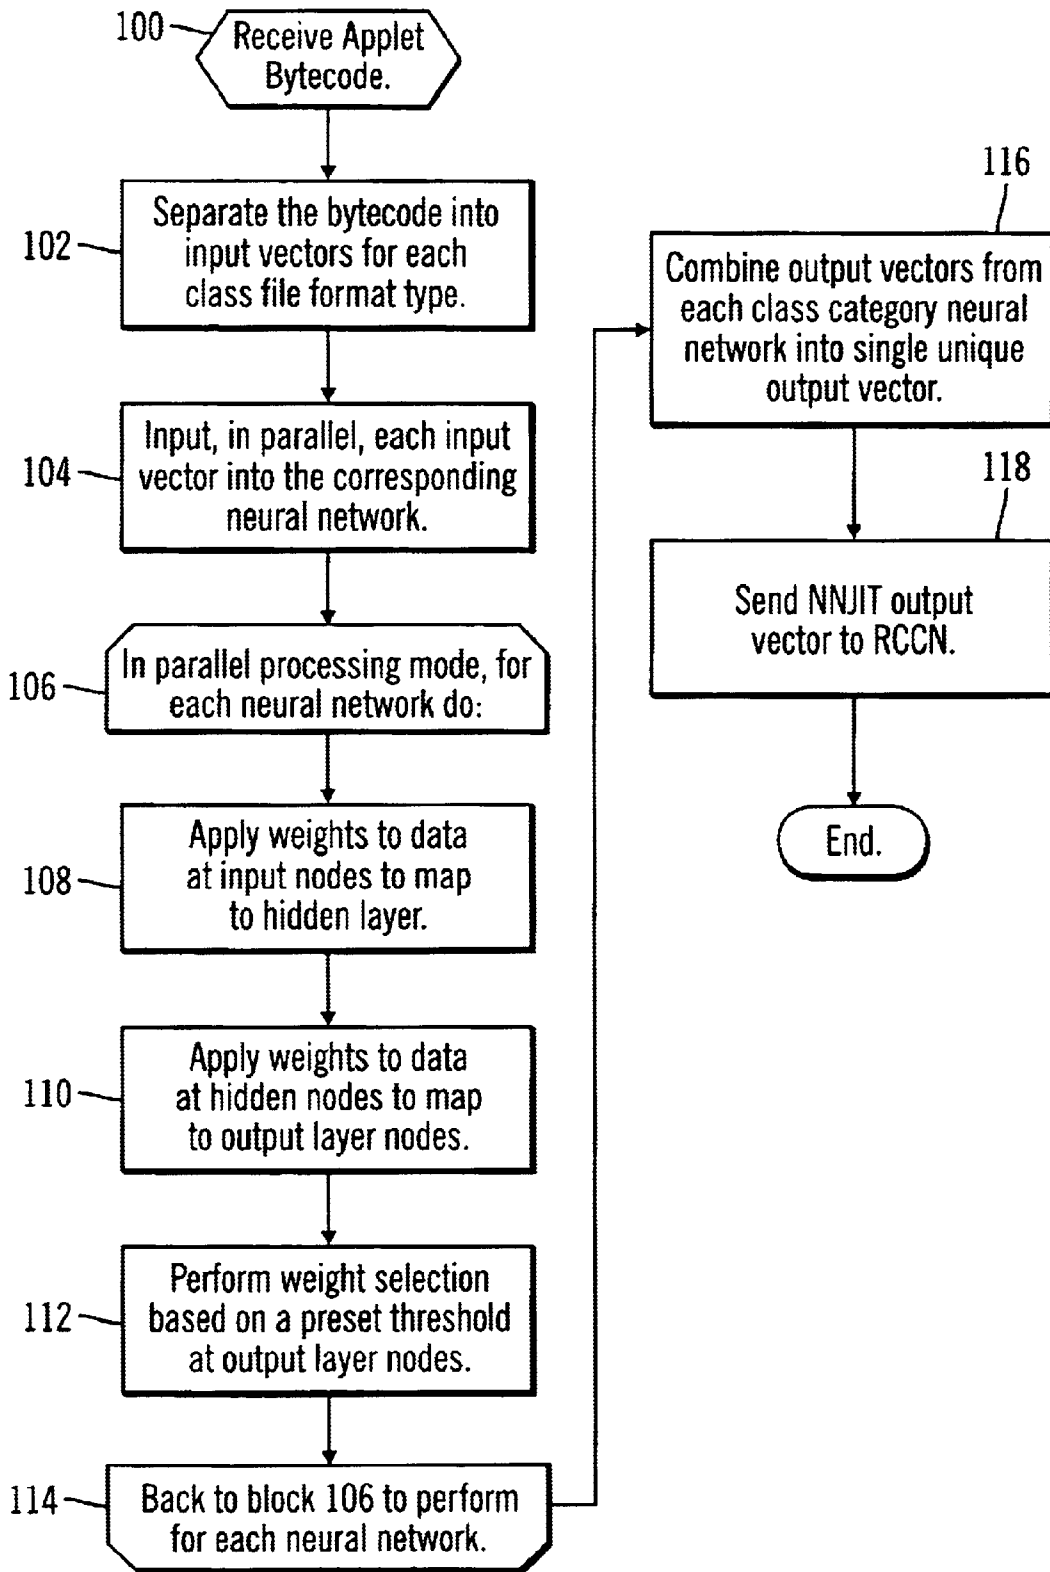 100
Receive Applet
Bytecode.
102
Separate the bytecode into
input vectors for each
class file format type.
104
Input, in parallel, each input
vector into the corresponding
neural network.
106
In parallel processing mode, for
each neural network do:
108
Apply weights to data
at input nodes to map
to hidden layer.
110
Apply weights to data
at hidden nodes to map
to output layer nodes.
112
Perform weight selection
based on a preset threshold
at output layer nodes.
114
Back to block 106 to perform
for each neural network.
116
Combine output vectors from
each class category neural
network into single unique
output vector.
118
Send NNJIT output
vector to RCCN.
End.